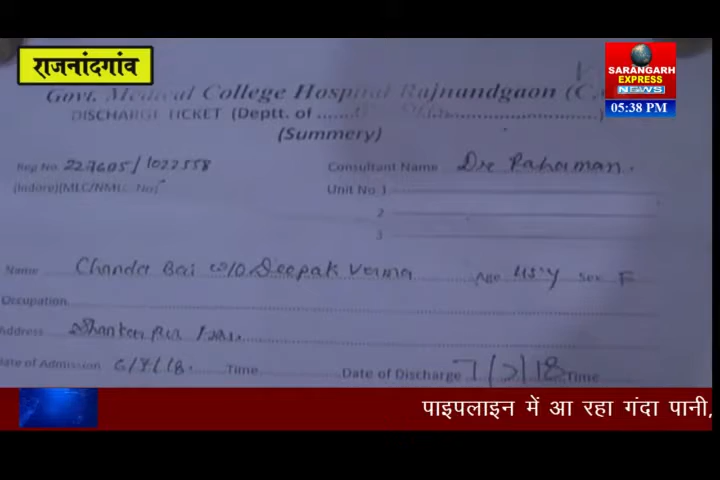 राजनांदगांव
SARANGARH
EXPRESS
NEWS
05:38 PM
Govt. Medical College Hospital Rajnandgaon (C.
DISCHARGE TICKET (Deptt. of ............)
(Summery)
Reg No. 227605/1022558
Consultant Name Dr.
(Indore)(MLC/NMLC No)
Unit No 1
2
3
Name Chanda Bai w/o Deepak Verma Age 45y Sex F
Occupation
Address
Date of Admission 6/7/18 Time
Date of Discharge 7/7/18 Time
पाइपलाइन में आ रहा गंदा पानी,